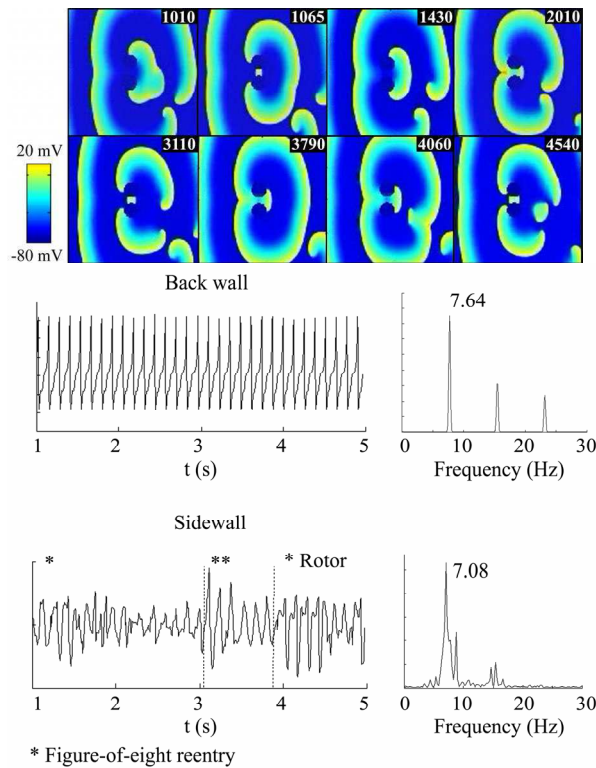 1010 1065 1430 2010
3110 3790 4060 4540
20 mV
-80 mV
Back wall
7.64
1 2 3 4 5
t (s)
0 10 20 30
Frequency (Hz)
Sidewall
* ** * Rotor
7.08
1 2 3 4 5
t (s)
0 10 20 30
Frequency (Hz)
* Figure-of-eight reentry